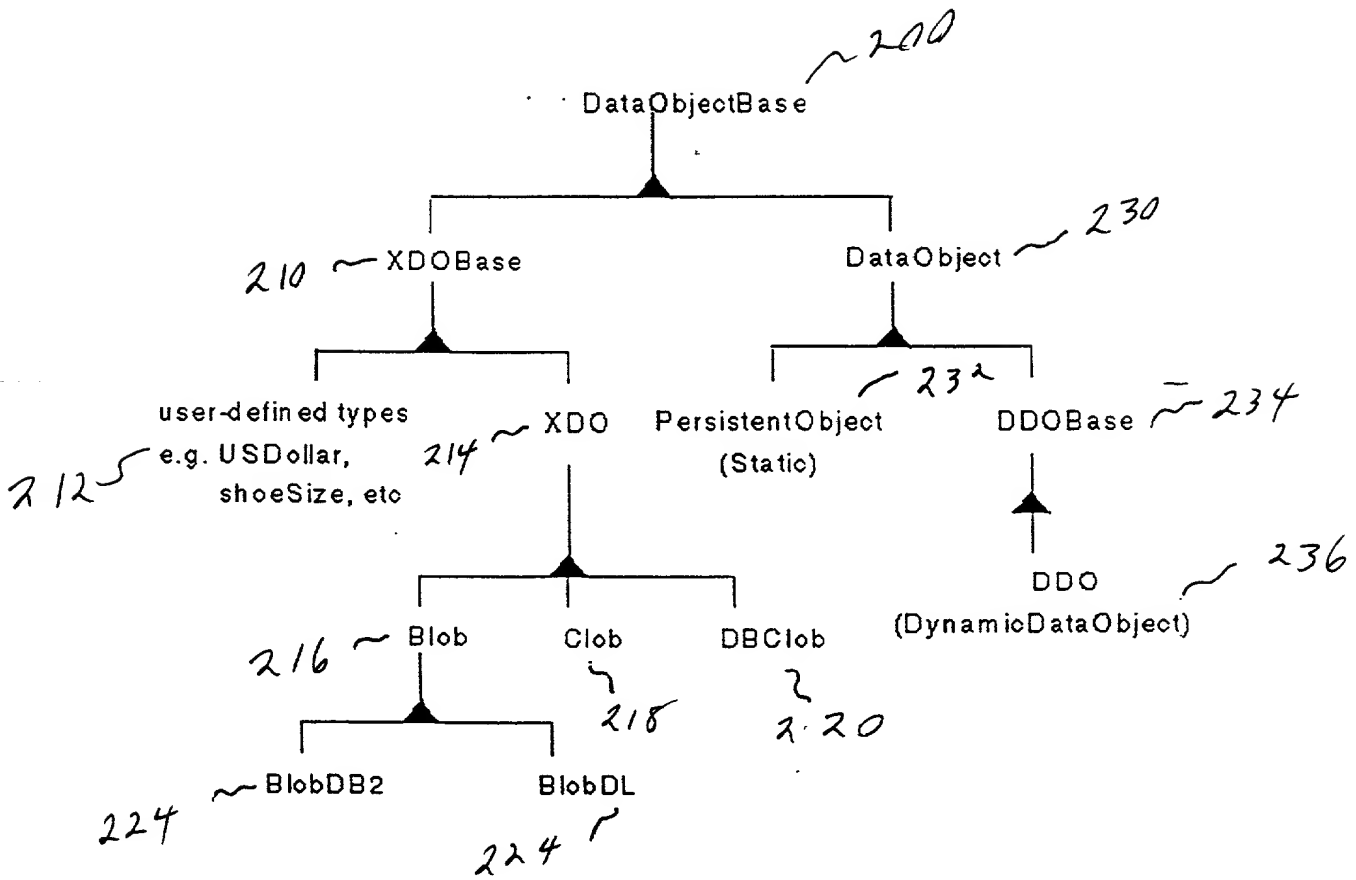 200
DataObjectBase
230
210 XDOBase
DataObject
232
user-defined types
e.g. USDollar,
shoeSize, etc
212
214 XDO
PersistentObject
(Static)
DDOBase 234
236
DDO
(DynamicDataObject)
216 Blob
Clob
DBClob
218
220
BlobDB2
BlobDL
224
224